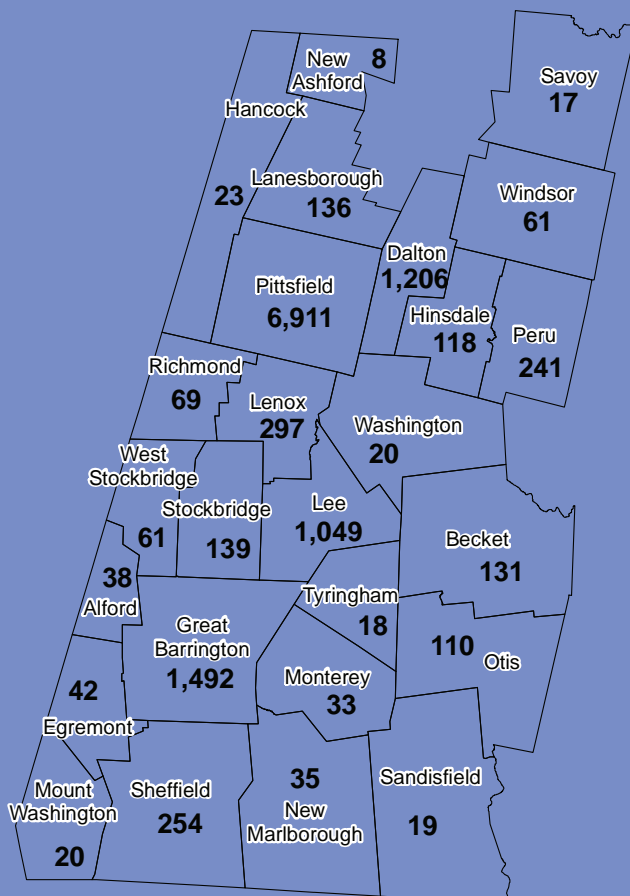 New
Ashford
8
Savoy
17
Hancock
23
Lanesborough
136
Windsor
61
Dalton
1,206
Pittsfield
6,911
Hinsdale
118
Peru
241
Richmond
69
Lenox
297
Washington
20
West
Stockbridge
61
Stockbridge
139
Lee
1,049
Becket
131
38
Alford
Tyringham
18
Great
Barrington
1,492
110
Otis
Monterey
33
42
Egremont
Mount
Washington
20
Sheffield
254
35
New
Marlborough
Sandisfield
19